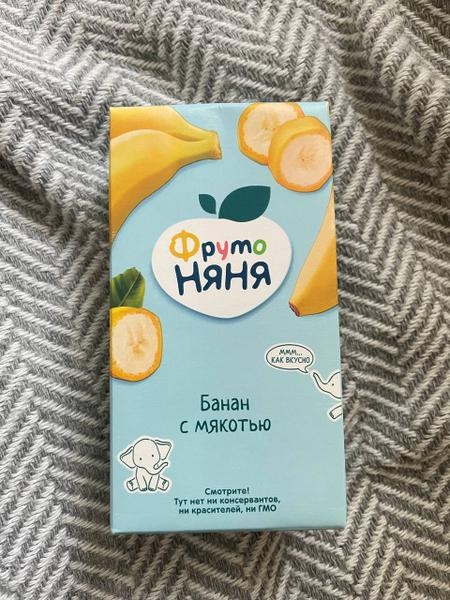 Фруто
НЯНЯ
МММ...
КАК ВКУСНО
Банан
с мякотью
Смотрите!
Тут нет ни консервантов,
ни красителей, ни ГМО